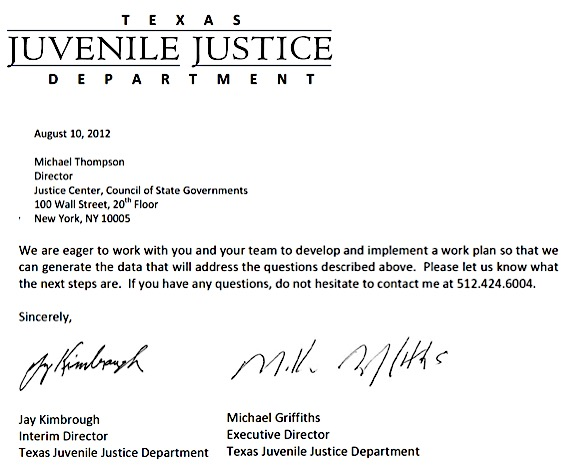 TEXAS
JUVENILE JUSTICE
DEPARTMENT
August 10, 2012
Michael Thompson
Director
Justice Center, Council of State Governments
100 Wall Street, 20th Floor
New York, NY 10005
We are eager to work with you and your team to develop and implement a work plan so that we
can generate the data that will address the questions described above. Please let us know what
the next steps are. If you have any questions, do not hesitate to contact me at 512.424.6004.
Sincerely,
Jay Kimbrough
Jay Kimbrough
Interim Director
Texas Juvenile Justice Department
Michael Griffiths
Executive Director
Texas Juvenile Justice Department